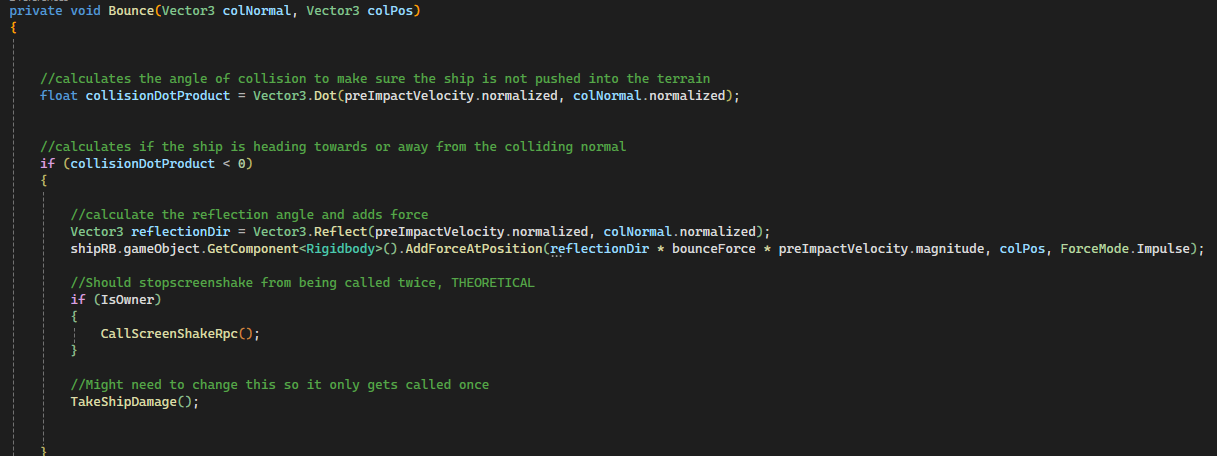 private void Bounce(Vector3 colNormal, Vector3 colPos)
{
//calculates the angle of collision to make sure the ship is not pushed into the terrain
float collisionDotProduct = Vector3.Dot(preImpactVelocity.normalized, colNormal.normalized);
//calculates if the ship is heading towards or away from the colliding normal
if (collisionDotProduct < 0)
{
//calculate the reflection angle and adds force
Vector3 reflectionDir = Vector3.Reflect(preImpactVelocity.normalized, colNormal.normalized);
shipRB.gameObject.GetComponent<Rigidbody>().AddForceAtPosition(reflectionDir * bounceForce * preImpactVelocity.magnitude, colPos, ForceMode.Impulse);
//Should stopscreenshake from being called twice, THEORETICAL
if (IsOwner)
{
CallScreenShakeRpc();
}
//Might need to change this so it only gets called once
TakeShipDamage();
}